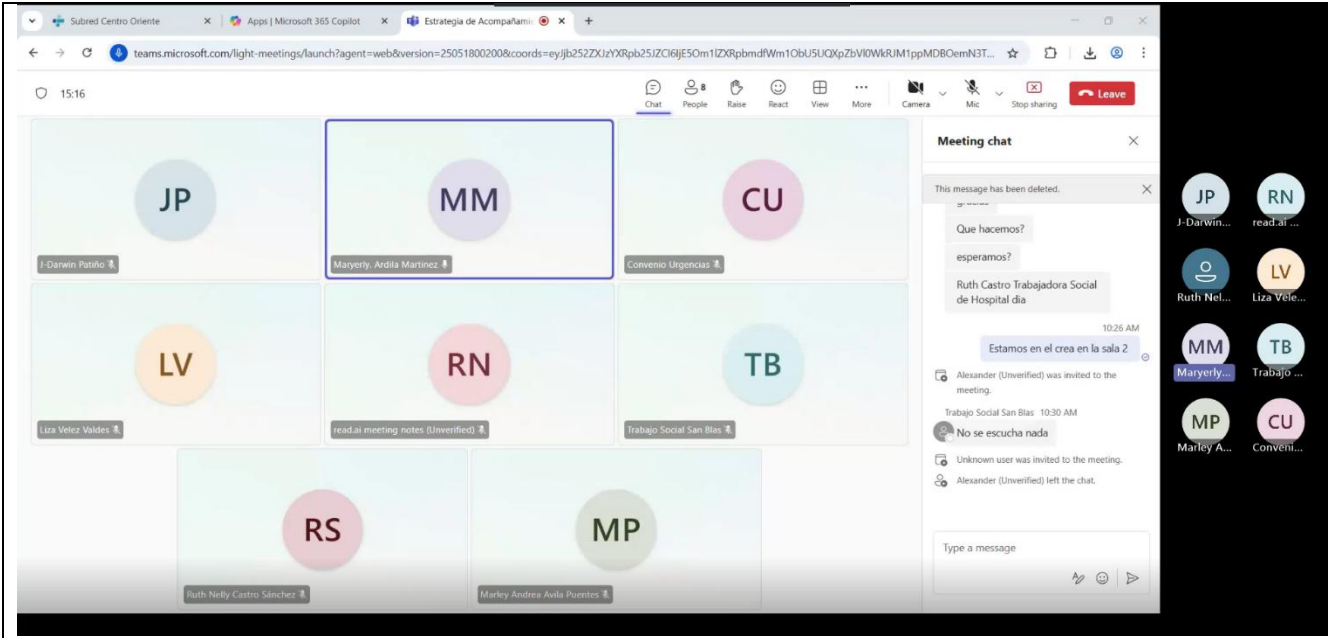 Subred Centro Oriente
Apps | Microsoft 365 Copilot
Estrategia de Acompañami
teams.microsoft.com/light-meetings/launch?agent=web&version=25051800200&coords=
15:16
Chat
8
People
Raise
React
View
More
Camera
Mic
Stop sharing
Leave
JP
J-Darwin Patiño
MM
Maryerly. Ardila Martinez
CU
Convenio Urgencias
LV
Liza Velez Valdes
RN
read.ai meeting notes (Unverified)
TB
Trabajo Social San Blas
RS
Ruth Nelly Castro Sánchez
MP
Marley Andrea Avila Puentes
Meeting chat
This message has been deleted.
Que hacemos?
esperamos?
Ruth Castro Trabajadora Social
de Hospital dia
10:26 AM
Estamos en el crea en la sala 2
Alexander (Unverified) was invited to the
meeting.
Trabajo Social San Blas 10:30 AM
No se escucha nada
Unknown user was invited to the meeting.
Alexander (Unverified) left the chat.
Type a message
JP
J-Darwin...
RN
read.ai ...
Ruth Nel...
LV
Liza Vele...
MM
Maryerly...
TB
Trabajo ...
MP
Marley A...
CU
Conveni...